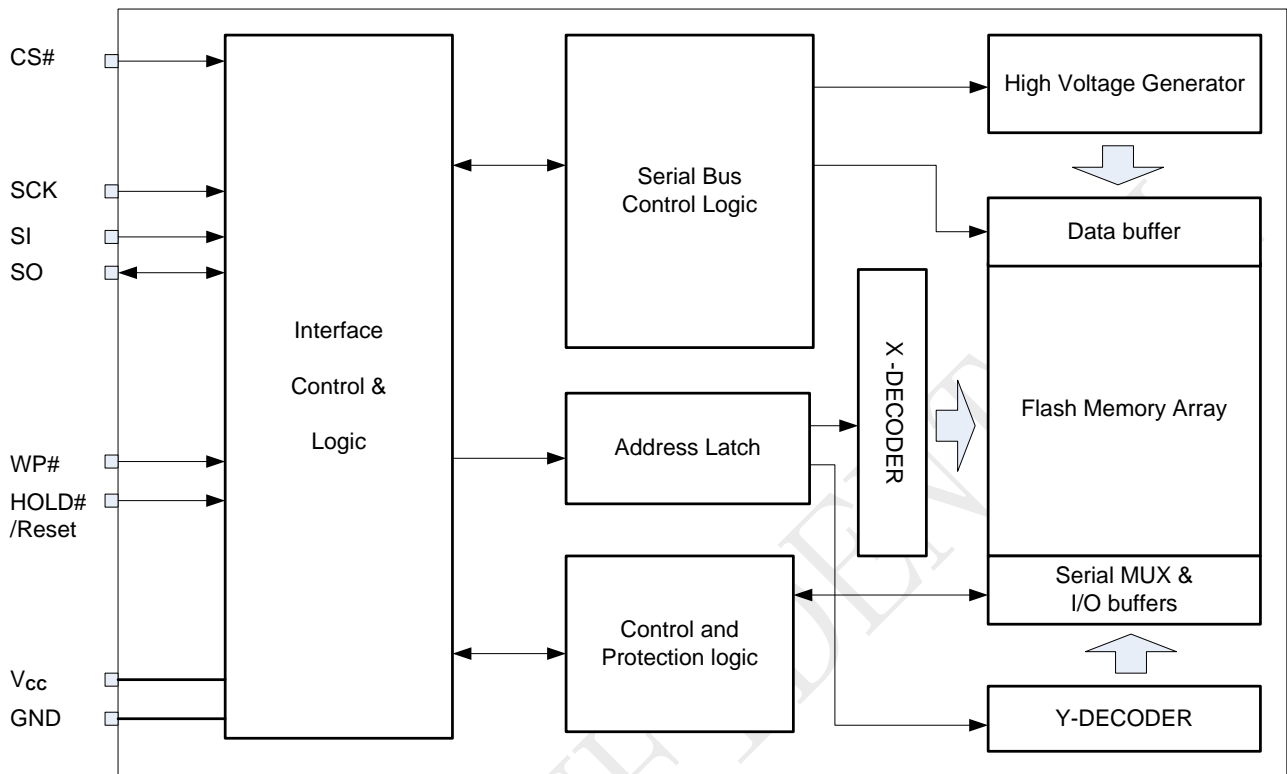 CS#
SCK
SI
SO
WP#
HOLD#
/Reset
Vcc
GND
Interface
Control &
Logic
Serial Bus
Control Logic
Address Latch
Control and
Protection logic
X-DECODER
High Voltage Generator
Data buffer
Flash Memory Array
Serial MUX &
I/O buffers
Y-DECODER